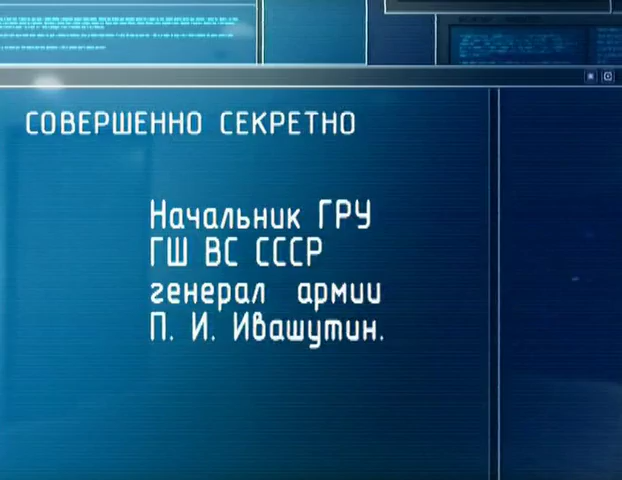 СОВЕРШЕННО СЕКРЕТНО
Начальник ГРУ
ГШ ВС СССР
генерал армии
П. И. Ивашутин.